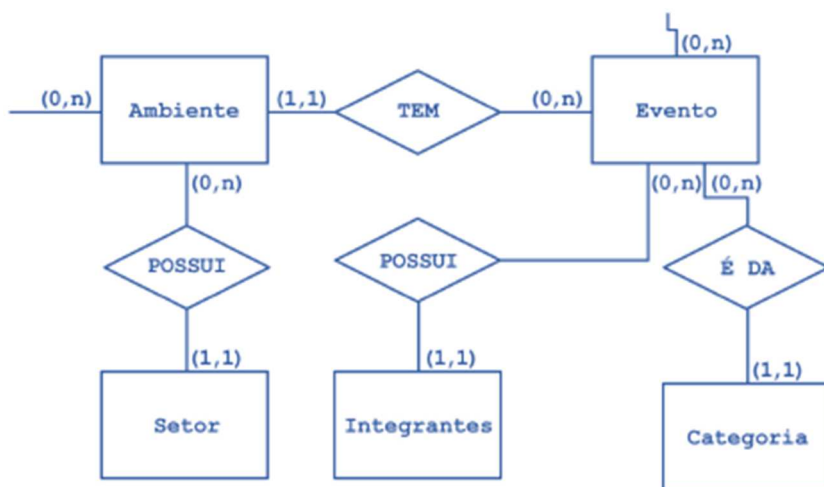 (0,n)
(0,n) Ambiente (1,1) TEM (0,n) Evento
(0,n) (0,n) (0,n)
POSSUI POSSUI É DA
(1,1) (1,1) (1,1)
Setor Integrantes Categoria